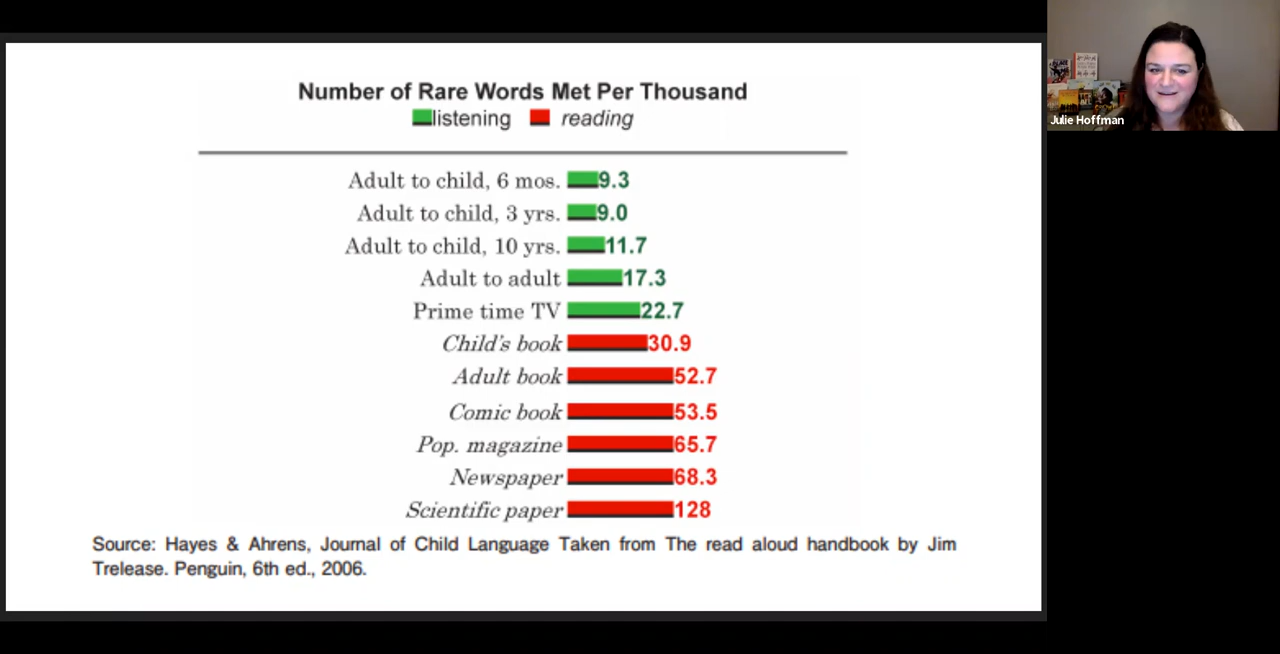 Number of Rare Words Met Per Thousand
listening reading
Adult to child, 6 mos. 9.3
Adult to child, 3 yrs. 9.0
Adult to child, 10 yrs. 11.7
Adult to adult 17.3
Prime time TV 22.7
Child's book 30.9
Adult book 52.7
Comic book 53.5
Pop. magazine 65.7
Newspaper 68.3
Scientific paper 128
Source: Hayes & Ahrens, Journal of Child Language Taken from The read aloud handbook by Jim
Trelease. Penguin, 6th ed., 2006.
Julie Hoffman